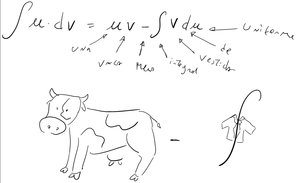 ∫ u · dv = uv - ∫ v du
Una vaca menos integral vestida de uniforme
-